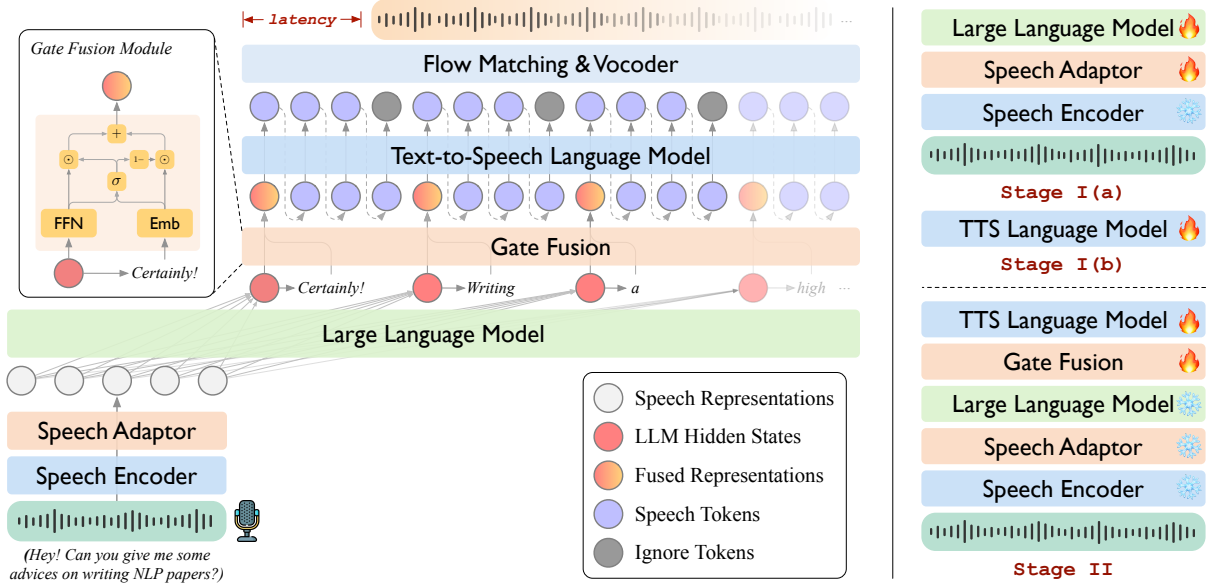 latency
...
Gate Fusion Module
+
⊙
1−
⊙
σ
FFN
Emb
Certainly!
Flow Matching & Vocoder
Text-to-Speech Language Model
Gate Fusion
Certainly!
Writing
a
high
...
Large Language Model
Speech Adaptor
Speech Encoder
(Hey! Can you give me some
advices on writing NLP papers?)
Speech Representations
LLM Hidden States
Fused Representations
Speech Tokens
Ignore Tokens
Large Language Model
Speech Adaptor
Speech Encoder
Stage I(a)
TTS Language Model
Stage I(b)
TTS Language Model
Gate Fusion
Large Language Model
Speech Adaptor
Speech Encoder
Stage II